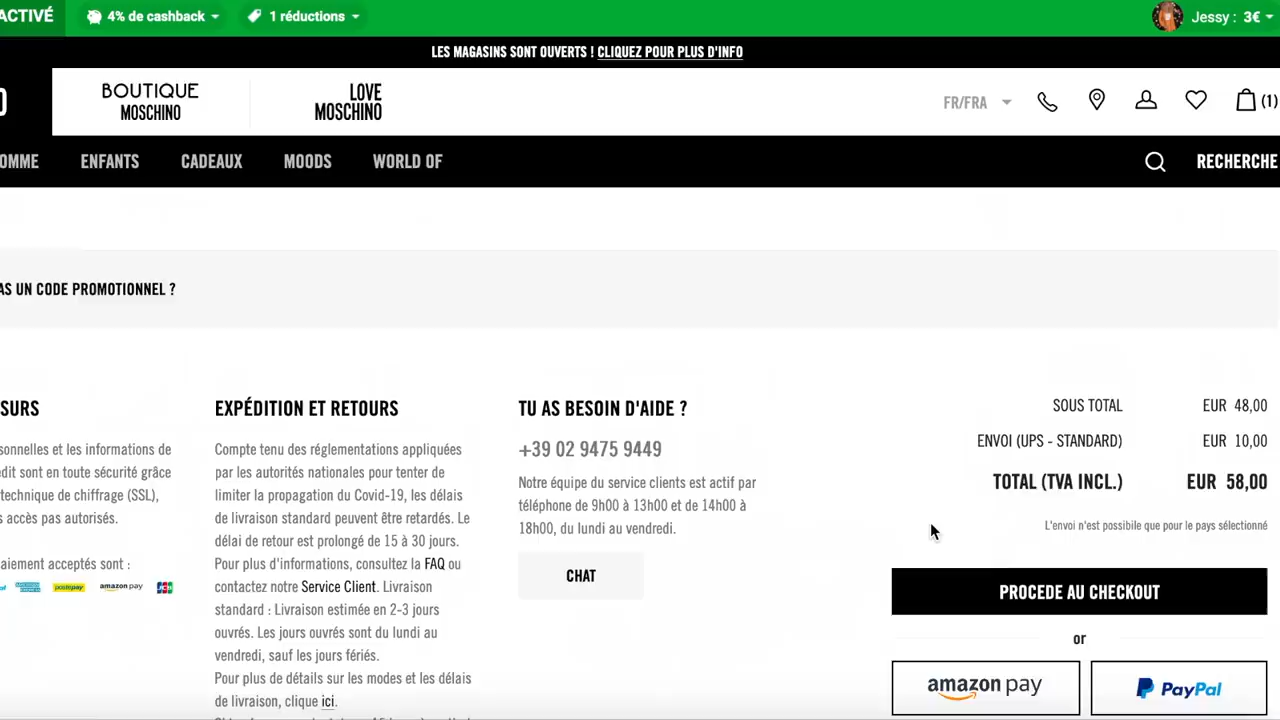 ACTIVÉ 4% de cashback 1 réductions Jessy : 3€
LES MAGASINS SONT OUVERTS ! CLIQUEZ POUR PLUS D'INFO
BOUTIQUE
MOSCHINO
LOVE
MOSCHINO
FR/FRA
(1)
OMME ENFANTS CADEAUX MOODS WORLD OF RECHERCHE
AS UN CODE PROMOTIONNEL ?
SURS
sonnelles et les informations de
édit sont en toute sécurité grâce
technique de chiffrage (SSL),
s accès pas autorisés.
aiement acceptés sont :
postepay amazon pay JCB
EXPÉDITION ET RETOURS
Compte tenu des réglementations appliquées
par les autorités nationales pour tenter de
limiter la propagation du Covid-19, les délais
de livraison standard peuvent être retardés. Le
délai de retour est prolongé de 15 à 30 jours.
Pour plus d'informations, consultez la FAQ ou
contactez notre Service Client. Livraison
standard : Livraison estimée en 2-3 jours
ouvrés. Les jours ouvrés sont du lundi au
vendredi, sauf les jours fériés.
Pour plus de détails sur les modes et les délais
de livraison, clique ici.
TU AS BESOIN D'AIDE ?
+39 02 9475 9449
Notre équipe du service clients est actif par
téléphone de 9h00 à 13h00 et de 14h00 à
18h00, du lundi au vendredi.
CHAT
SOUS TOTAL EUR 48,00
ENVOI (UPS - STANDARD) EUR 10,00
TOTAL (TVA INCL.) EUR 58,00
L'envoi n'est possible que pour le pays sélectionné
PROCEDE AU CHECKOUT
or
amazon pay PayPal